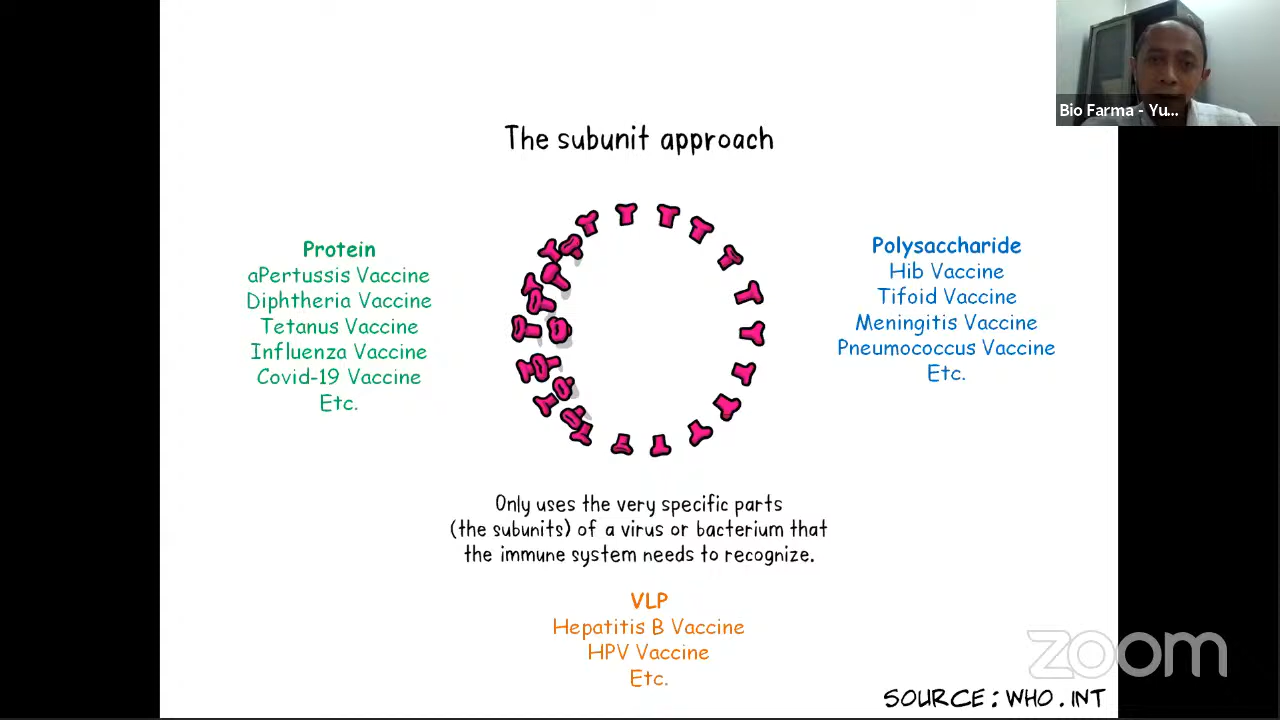 Bio Farma - Yu...
The subunit approach
Protein
aPertussis Vaccine
Diphtheria Vaccine
Tetanus Vaccine
Influenza Vaccine
Covid-19 Vaccine
Etc.
Polysaccharide
Hib Vaccine
Tifoid Vaccine
Meningitis Vaccine
Pneumococcus Vaccine
Etc.
Only uses the very specific parts
(the subunits) of a virus or bacterium that
the immune system needs to recognize.
VLP
Hepatitis B Vaccine
HPV Vaccine
Etc.
zoom
SOURCE: WHO.INT